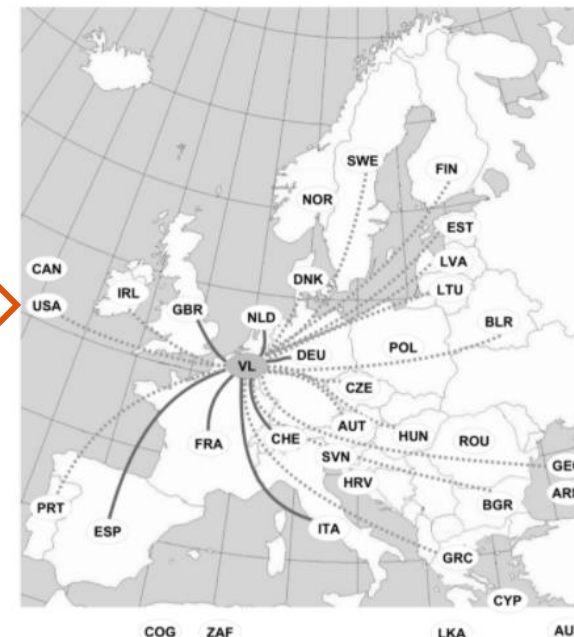 SWE
FIN
NOR
EST
LVA
CAN
DNK
LTU
IRL
USA
GBR
NLD
BLR
DEU
POL
VL
CZE
AUT
FRA
CHE
HUN
ROU
SVN
GEO
HRV
PRT
BGR
ESP
ITA
GRC
CYP
COG ZAF LKA